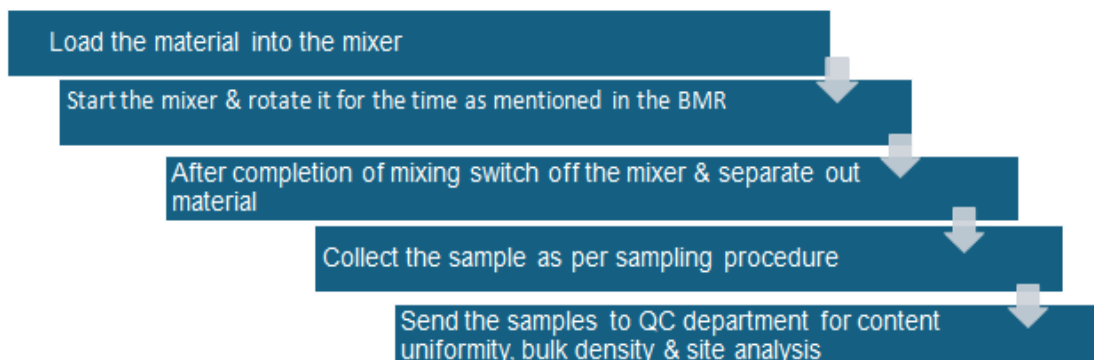 Load the material into the mixer
Start the mixer & rotate it for the time as mentioned in the BMR
After completion of mixing switch off the mixer & separate out
material
Collect the sample as per sampling procedure
Send the samples to QC department for content
uniformity, bulk density & site analysis